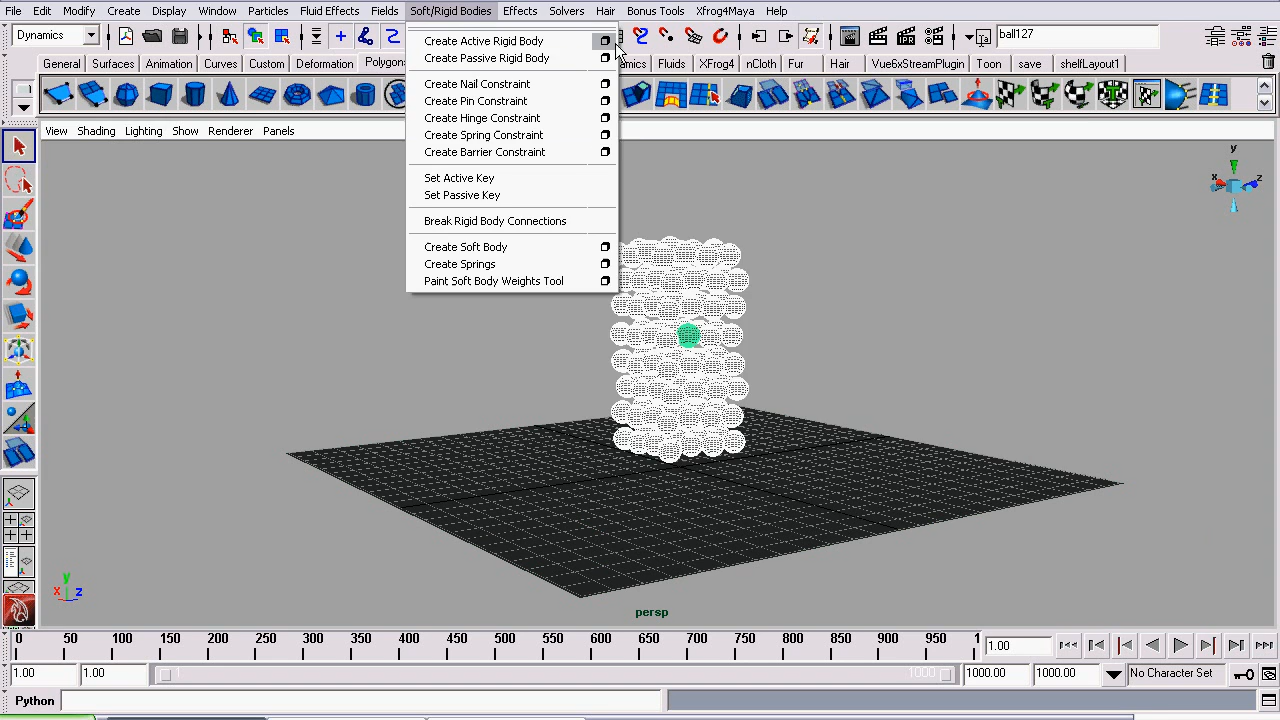 File Edit Modify Create Display Window Particles Fluid Effects Fields Soft/Rigid Bodies Effects Solvers Hair Bonus Tools Xfrog4Maya Help
Dynamics
ball127
General Surfaces Animation Curves Custom Deformation Fluids XFrog4 nCloth Fur Hair Vue6xStreamPlugin Toon save shelfLayout1
Create Active Rigid Body
Create Passive Rigid Body
Create Nail Constraint
Create Pin Constraint
Create Hinge Constraint
Create Spring Constraint
Create Barrier Constraint
Set Active Key
Set Passive Key
Break Rigid Body Connections
Create Soft Body
Create Springs
Paint Soft Body Weights Tool
View Shading Lighting Show Renderer Panels
y
x z
y
x z
persp
0 50 100 150 200 250 300 350 400 450 500 550 600 650 700 750 800 850 900 950 1
1.00
1.00 1.00 1 1000 1000.00 1000.00 No Character Set
Python